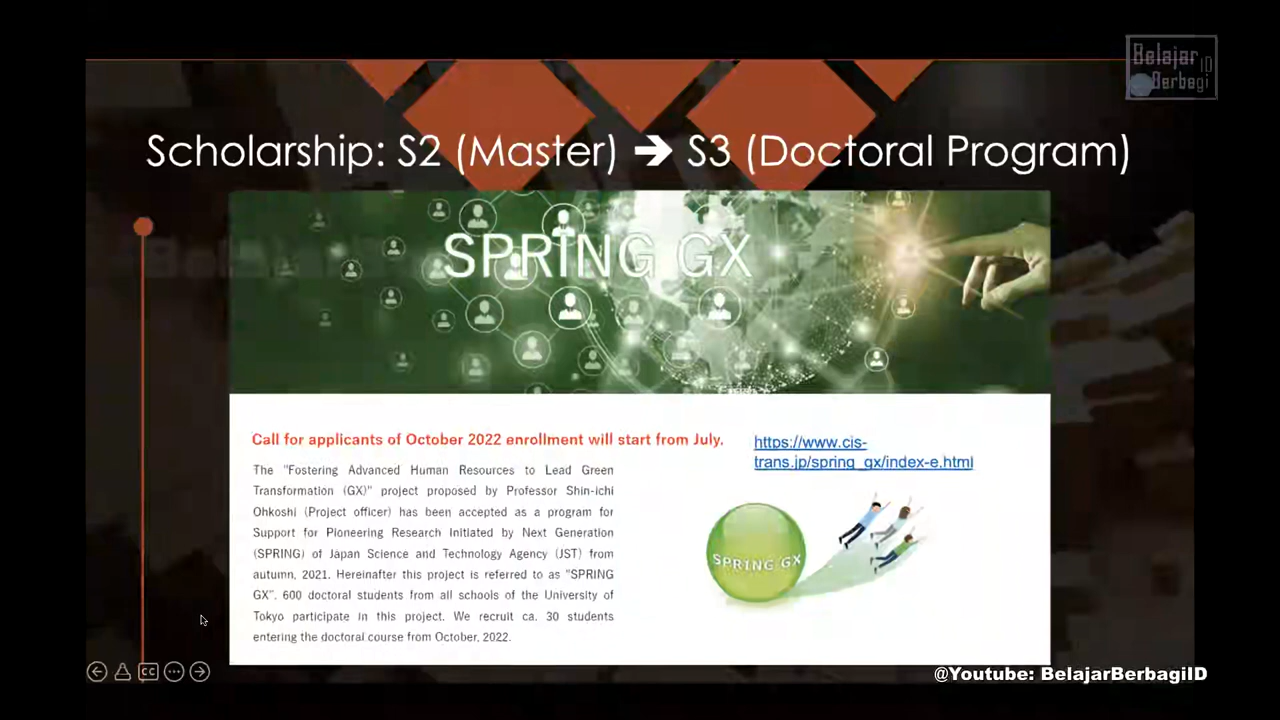 Belajar ID
Berbagi
Scholarship: S2 (Master) → S3 (Doctoral Program)
SPRING GX
Call for applicants of October 2022 enrollment will start from July.
The "Fostering Advanced Human Resources to Lead Green
Transformation (GX)" project proposed by Professor Shin-ichi
Ohkoshi (Project officer) has been accepted as a program for
Support for Pioneering Research Initiated by Next Generation
(SPRING) of Japan Science and Technology Agency (JST) from
autumn, 2021. Hereinafter this project is referred to as "SPRING
GX". 600 doctoral students from all schools of the University of
Tokyo participate in this project. We recruit ca. 30 students
entering the doctoral course from October, 2022.
https://www.cis-
trans.jp/spring_gx/index-e.html
SPRING GX
CC
@Youtube: BelajarBerbagiID